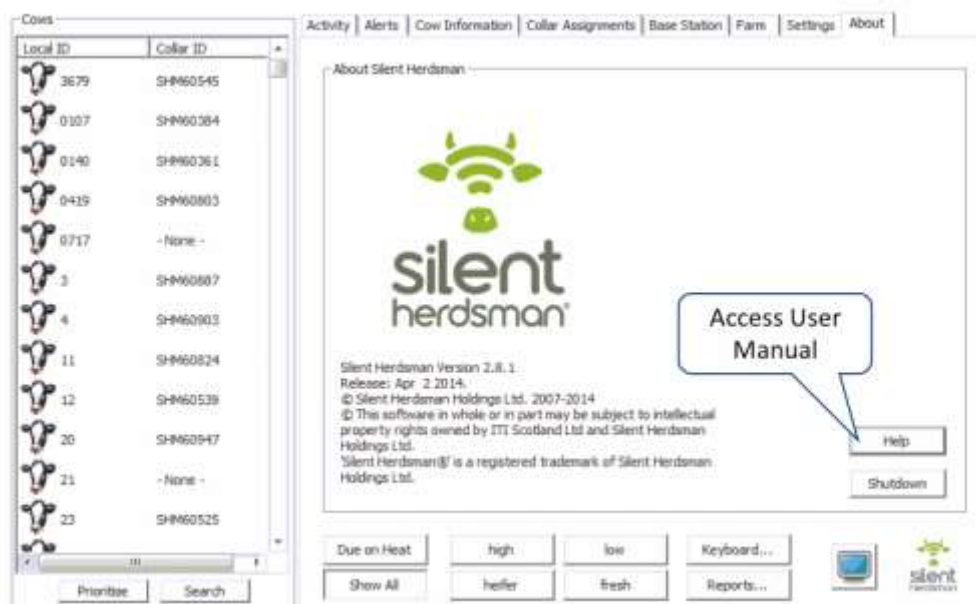 Cows
Local ID Collar ID
3679 SHM60545
0107 SHM60384
0140 SHM60361
0419 SHM60803
0717 - None -
3 SHM60887
4 SHM60903
11 SHM60824
12 SHM60539
20 SHM60947
21 - None -
23 SHM60525
Prioritise Search
Activity Alerts Cow Information Collar Assignments Base Station Farm Settings About
About Silent Herdsman
silent
herdsman®
Access User
Manual
Silent Herdsman Version 2.8.1
Release: Apr 2 2014.
© Silent Herdsman Holdings Ltd. 2007-2014
© This software in whole or in part may be subject to intellectual
property rights owned by ITI Scotland Ltd and Silent Herdsman
Holdings Ltd.
'Silent Herdsman®' is a registered trademark of Silent Herdsman
Holdings Ltd.
Help
Shutdown
Due on Heat high low Keyboard...
Show All heifer fresh Reports...
silent
herdsman